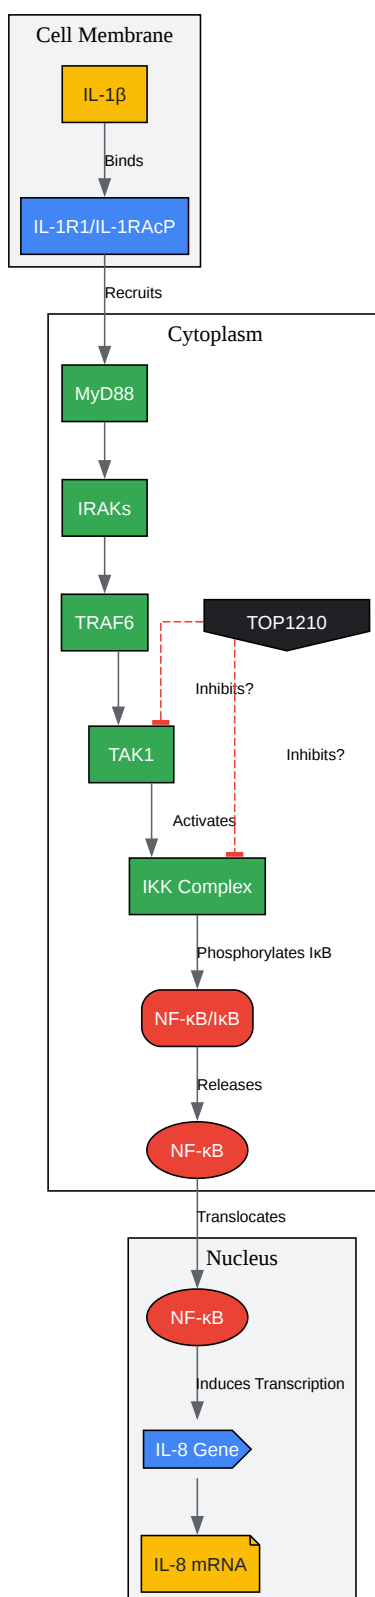 Cell Membrane
IL-1β
Binds
IL-1R1/IL-1RAcP
Recruits
Cytoplasm
MyD88
IRAKs
TRAF6
TOP1210
Inhibits?
TAK1
Inhibits?
Activates
IKK Complex
Phosphorylates IκB
NF-κB/IκB
Releases
NF-κB
Translocates
Nucleus
NF-κB
Induces Transcription
IL-8 Gene
IL-8 mRNA